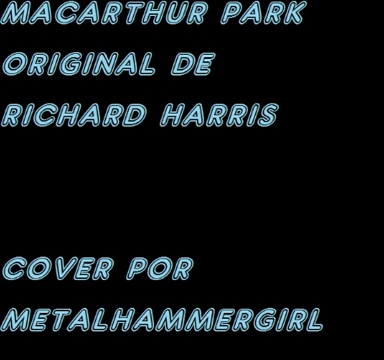 MACARTHUR PARK
ORIGINAL DE
RICHARD HARRIS
COVER POR
METALHAMMERGIRL